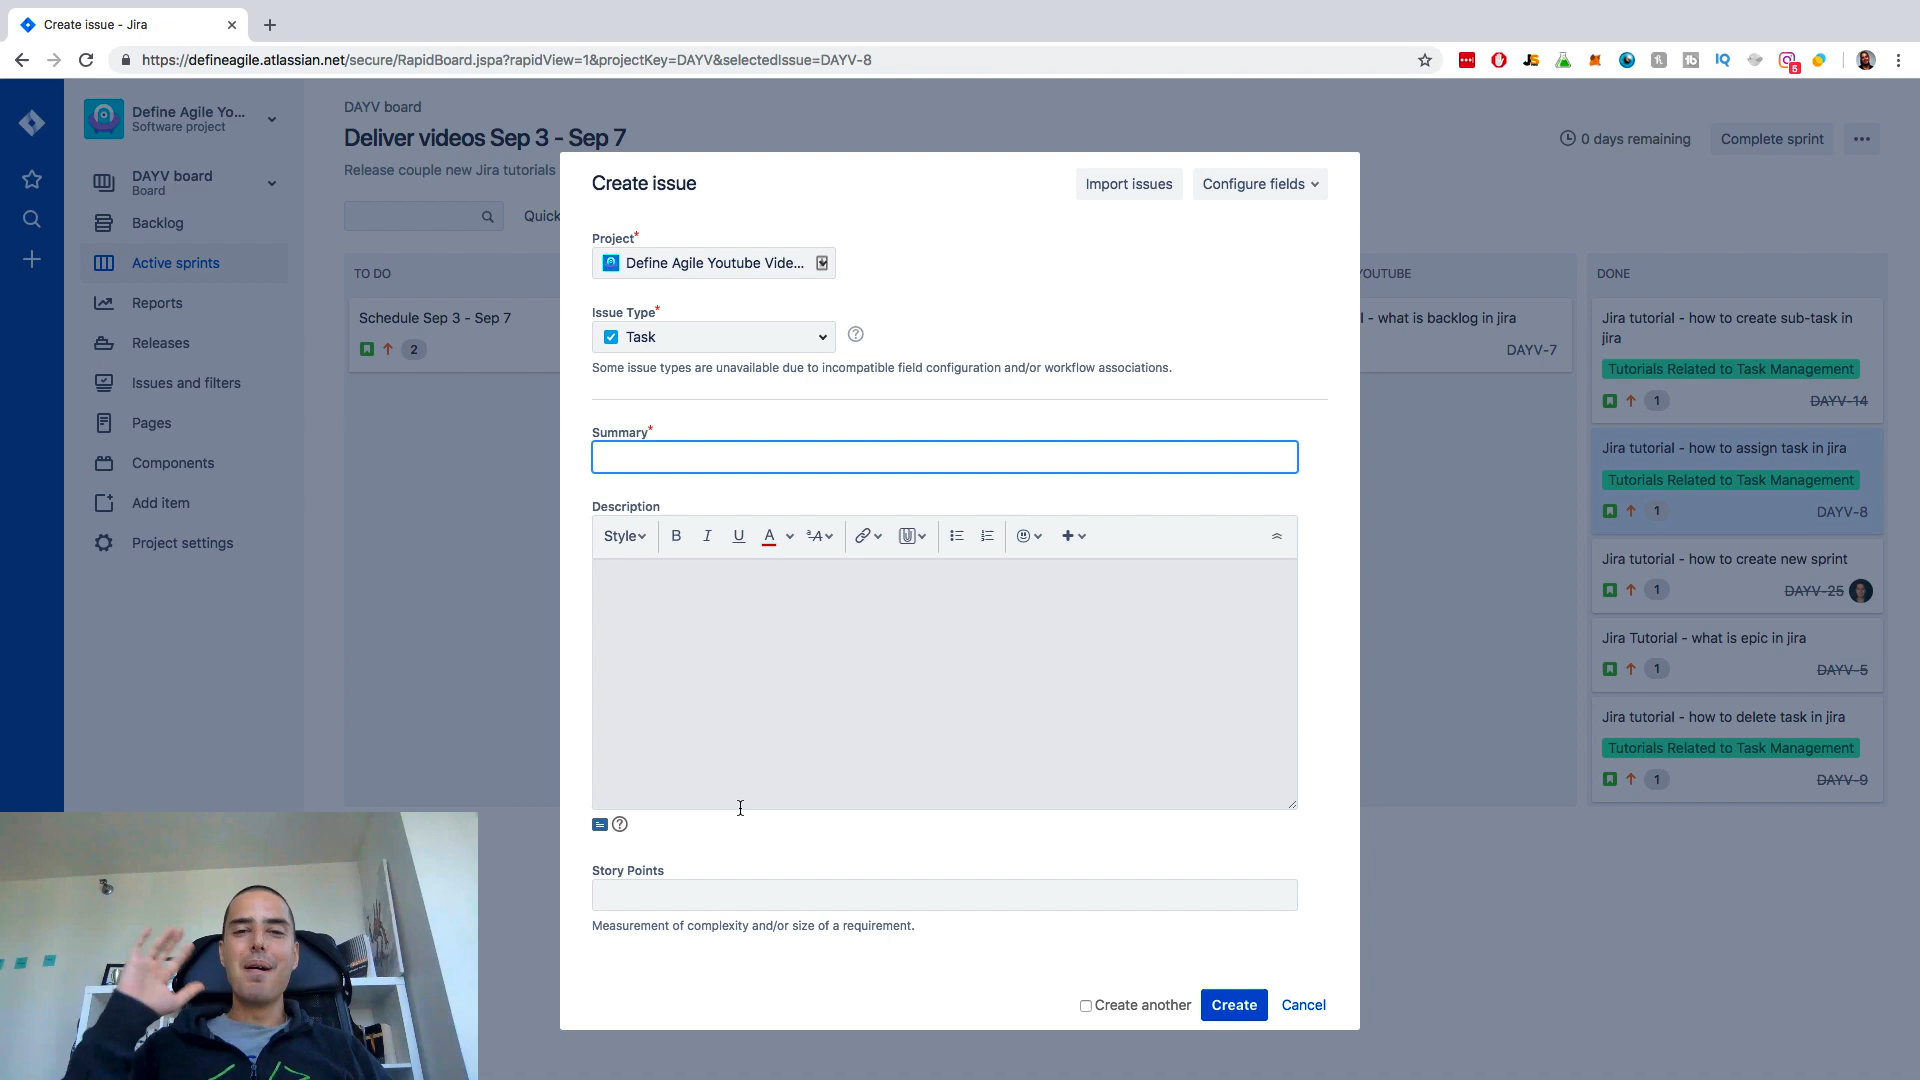 Create issue - Jira
https://defineagile.atlassian.net/secure/RapidBoard.jspa?rapidView=1&projectKey=DAYV&selectedIssue=DAYV-8
JS
IQ
5
Define Agile Yo...
Software project
DAYV board
Board
Backlog
Active sprints
Reports
Releases
Issues and filters
Pages
Components
Add item
Project settings
DAYV board
Deliver videos Sep 3 - Sep 7
Release couple new Jira tutorials
0 days remaining
Complete sprint
Quick
TO DO
Schedule Sep 3 - Sep 7
2
Create issue
Import issues
Configure fields
Project*
Define Agile Youtube Vide...
Issue Type*
Task
Some issue types are unavailable due to incompatible field configuration and/or workflow associations.
Summary*
Description
Style
B I U A
Story Points
Measurement of complexity and/or size of a requirement.
Create another
Create
Cancel
YOUTUBE
l - what is backlog in jira
DAYV-7
DONE
Jira tutorial - how to create sub-task in
jira
Tutorials Related to Task Management
1
DAYV-14
Jira tutorial - how to assign task in jira
Tutorials Related to Task Management
1
DAYV-8
Jira tutorial - how to create new sprint
1
DAYV-25
Jira Tutorial - what is epic in jira
1
DAYV-5
Jira tutorial - how to delete task in jira
Tutorials Related to Task Management
1
DAYV-9